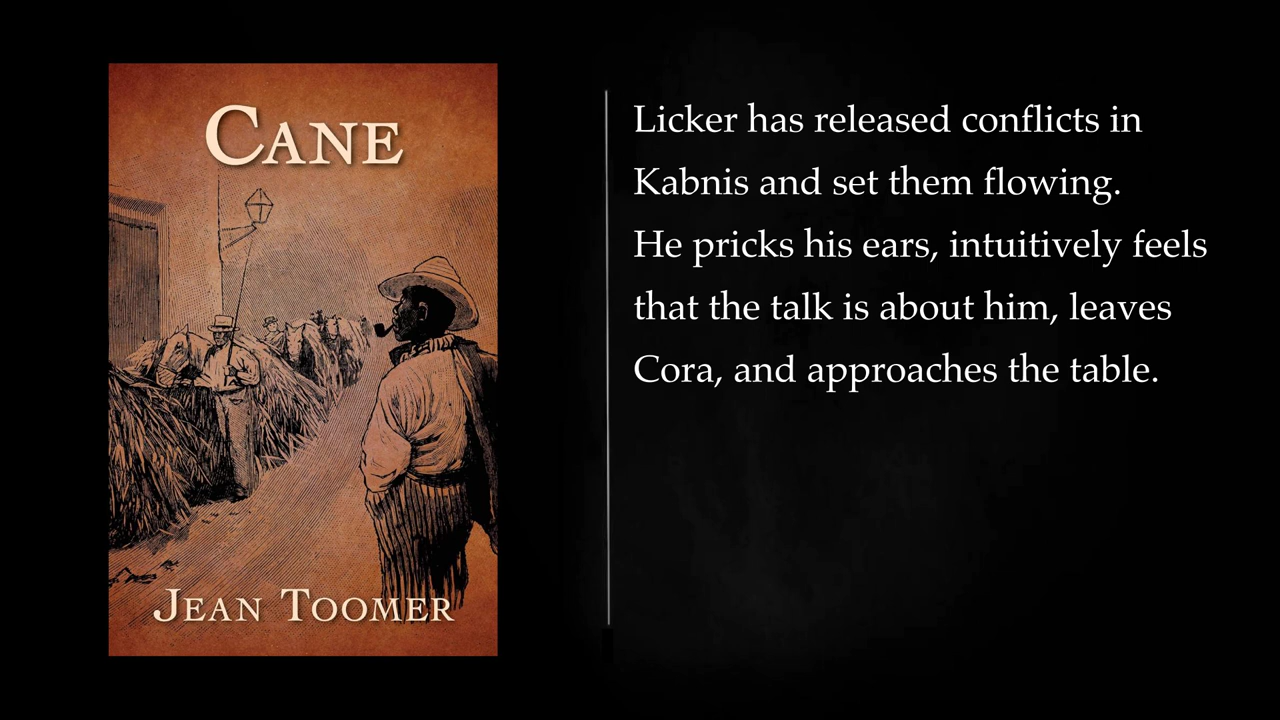 CANE
JEAN TOOMER
Licker has released conflicts in
Kabnis and set them flowing.
He pricks his ears, intuitively feels
that the talk is about him, leaves
Cora, and approaches the table.